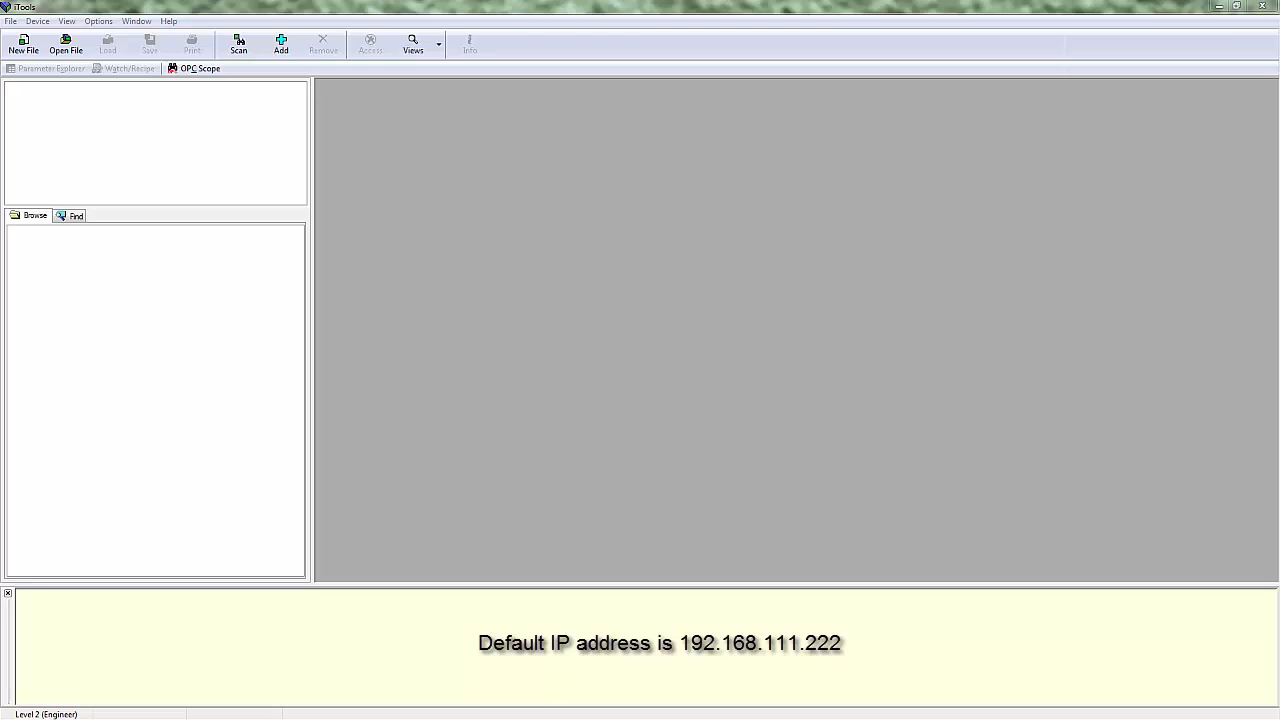 iTools
File Device View Options Window Help
New File Open File Load Save Print Scan Add Remove Access Views Info
Parameter Explorer Watch/Recipe OPC Scope
Browse Find
Default IP address is 192.168.111.222
Level 2 (Engineer)